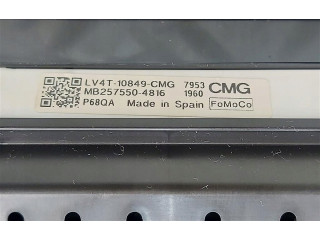 LV4T-10849-CMG 7953 CMG
MB257550-4816 1960
P68QA Made in Spain FoMoCo